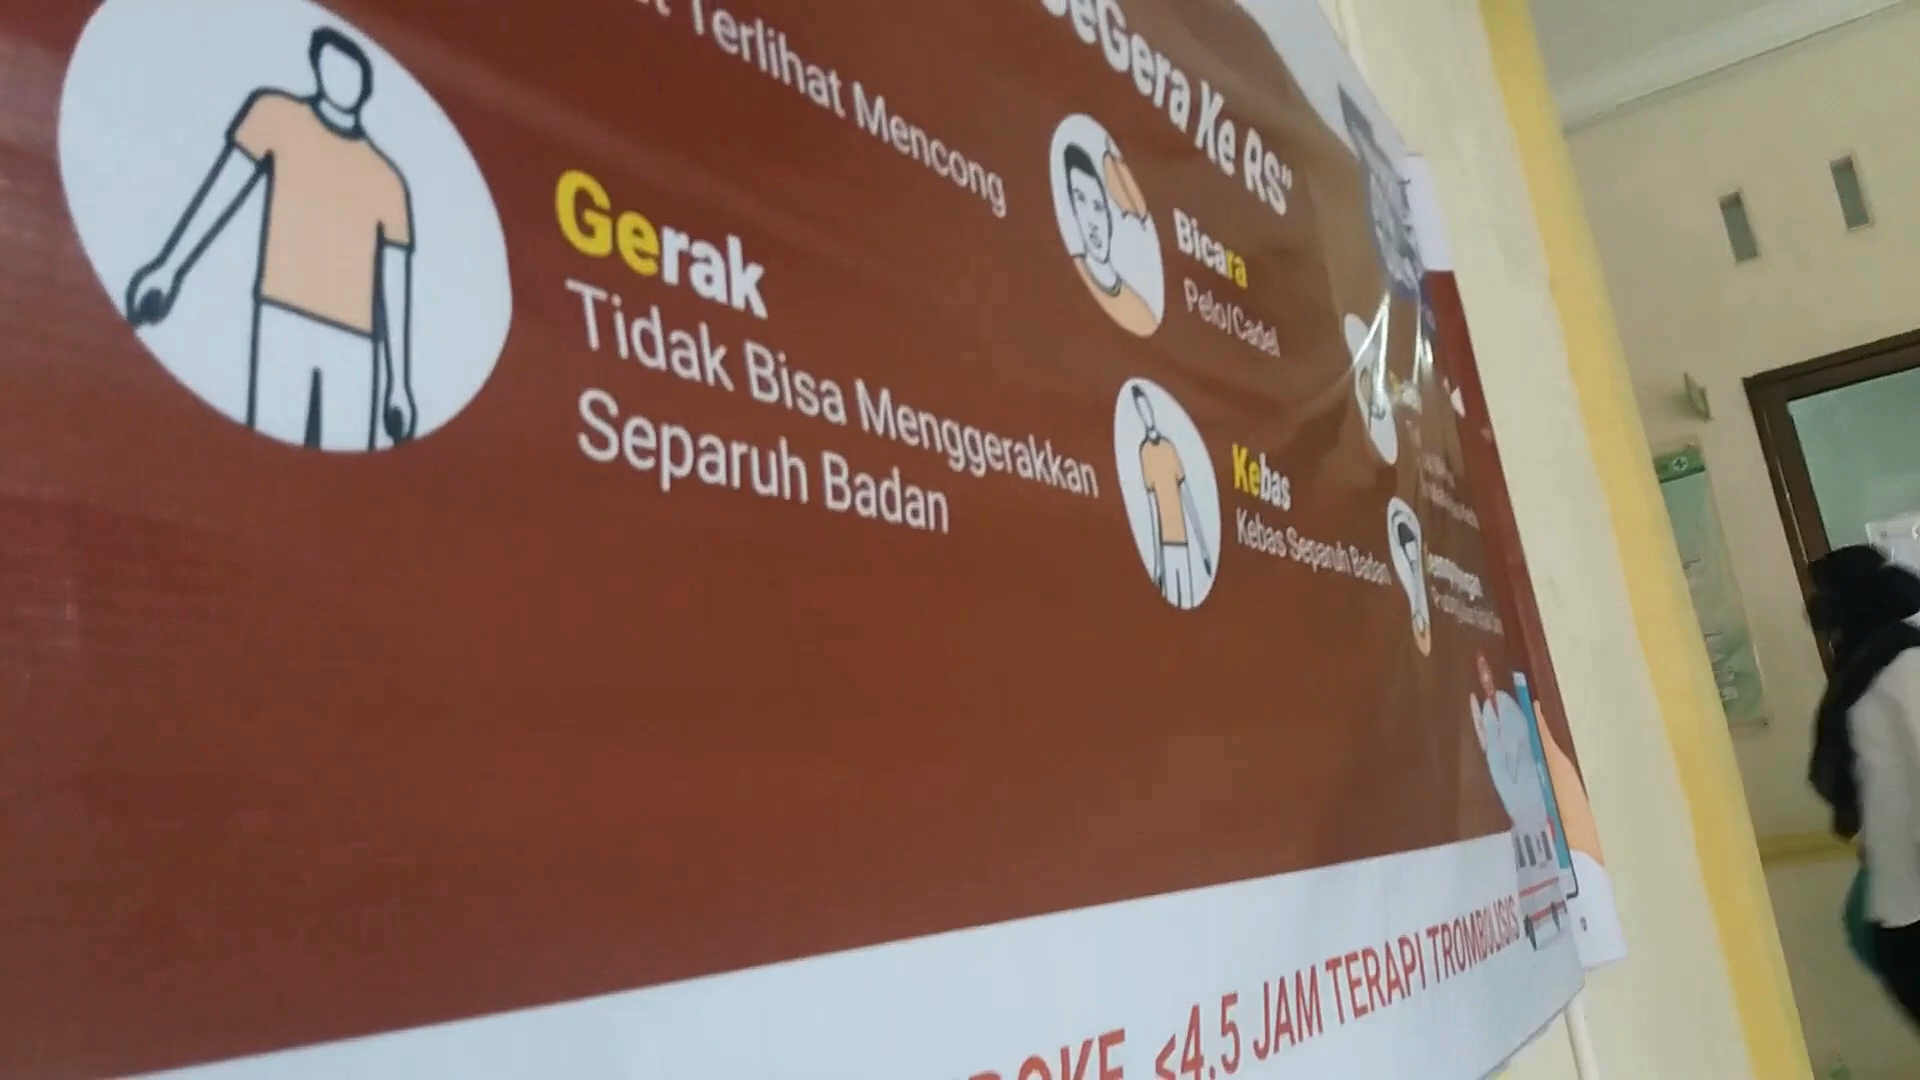 SeGera Ke RS"
Terlihat Mencong
Gerak
Tidak Bisa Menggerakkan
Separuh Badan
Bicara
Pelo/Cadel
Kebas
Kebas Separuh Badan
<4.5 JAM TERAPI TROMBOLISIS